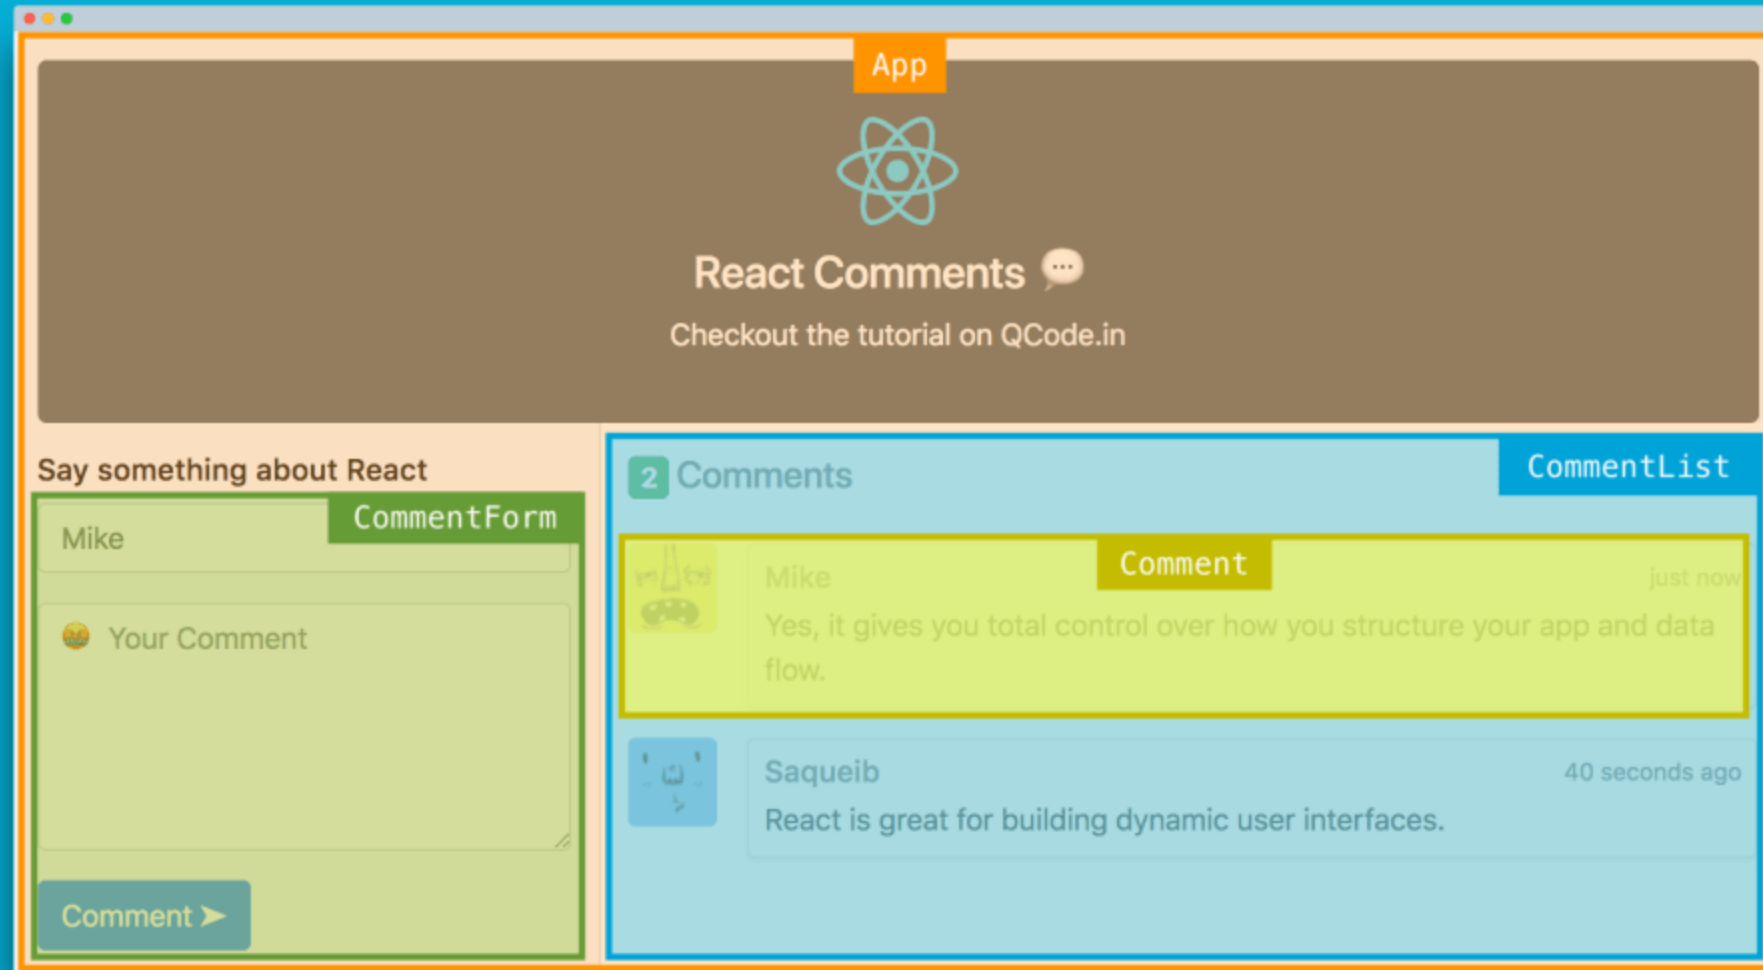 App
React Comments
Checkout the tutorial on QCode.in
Say something about React
CommentForm
Mike
Your Comment
Comment
CommentList
2 Comments
Comment
Mike
just now
Yes, it gives you total control over how you structure your app and data
flow.
Saqueib
40 seconds ago
React is great for building dynamic user interfaces.